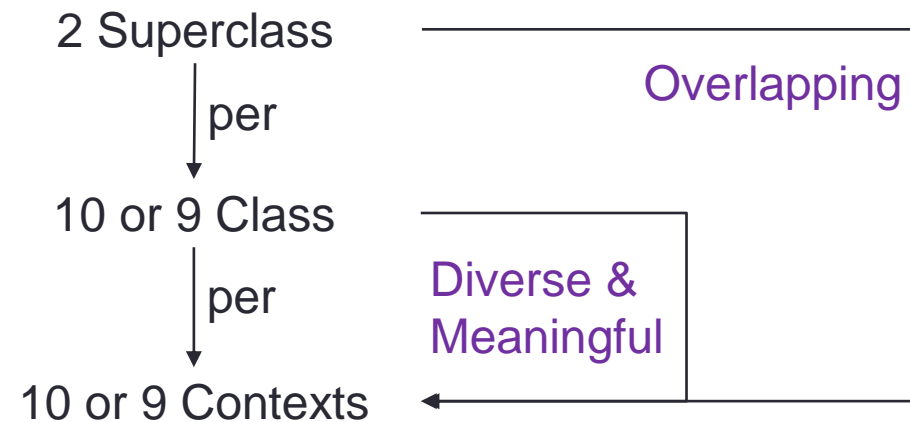 2 Superclass
Overlapping
per
10 or 9 Class
Diverse &
Meaningful
per
10 or 9 Contexts